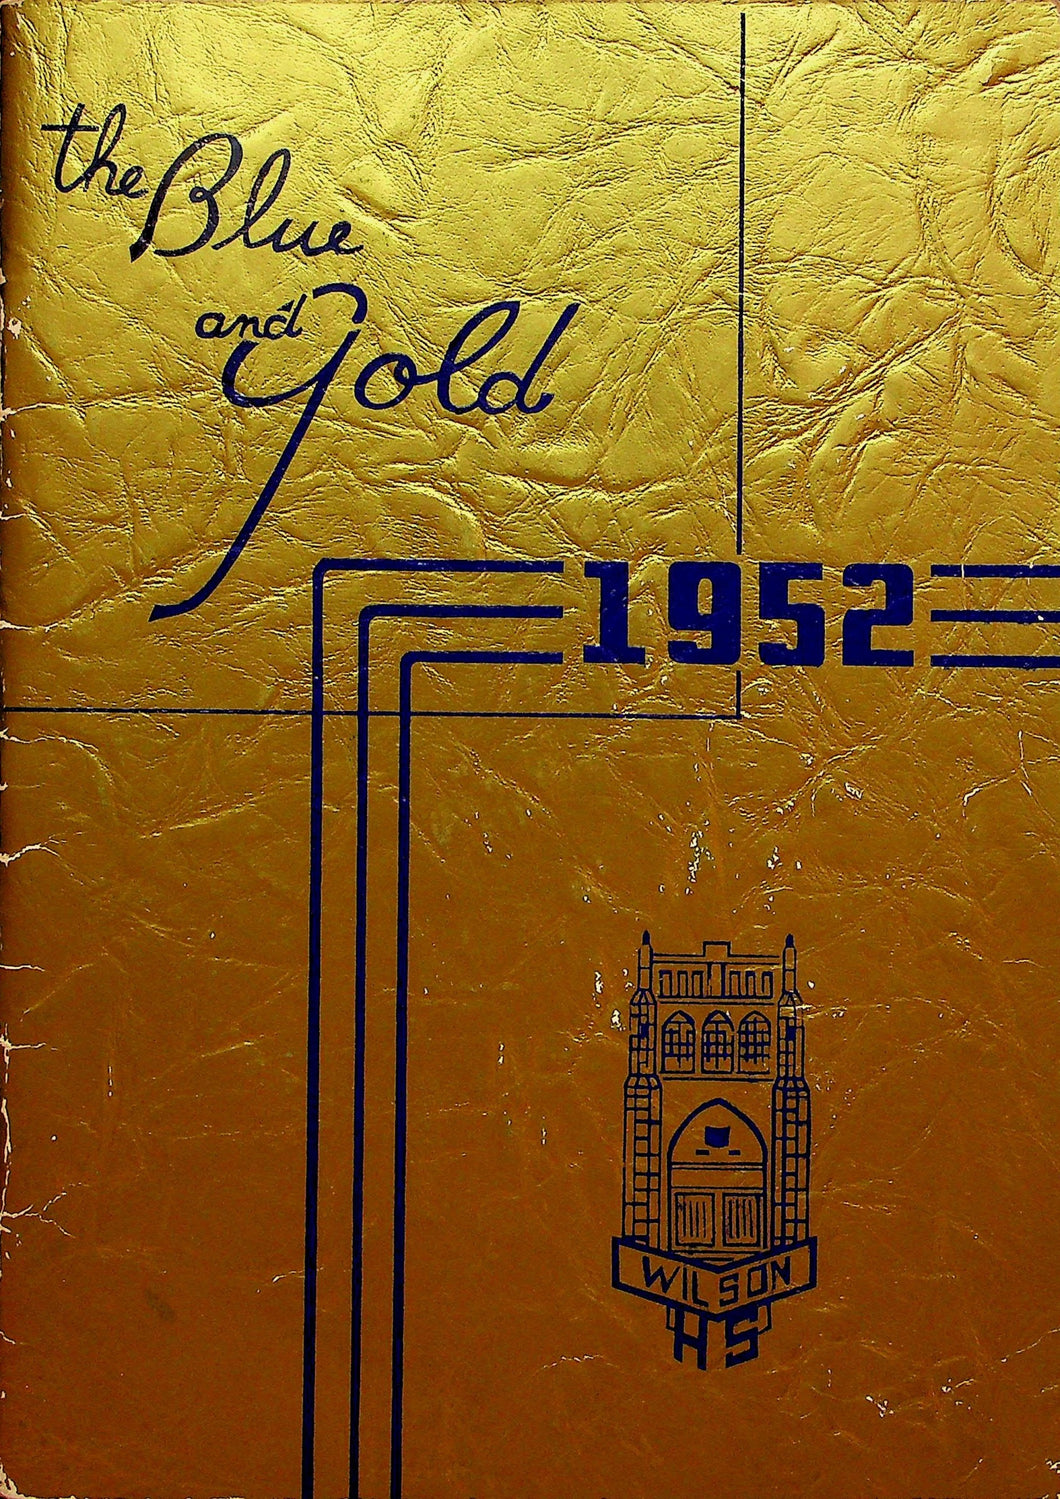 the Blue
and Gold
1952
WILSON
HS